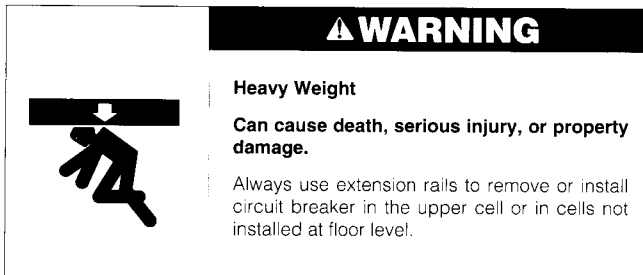 WARNING
Heavy Weight
Can cause death, serious injury, or property
damage.
Always use extension rails to remove or install
circuit breaker in the upper cell or in cells not
installed at floor level.